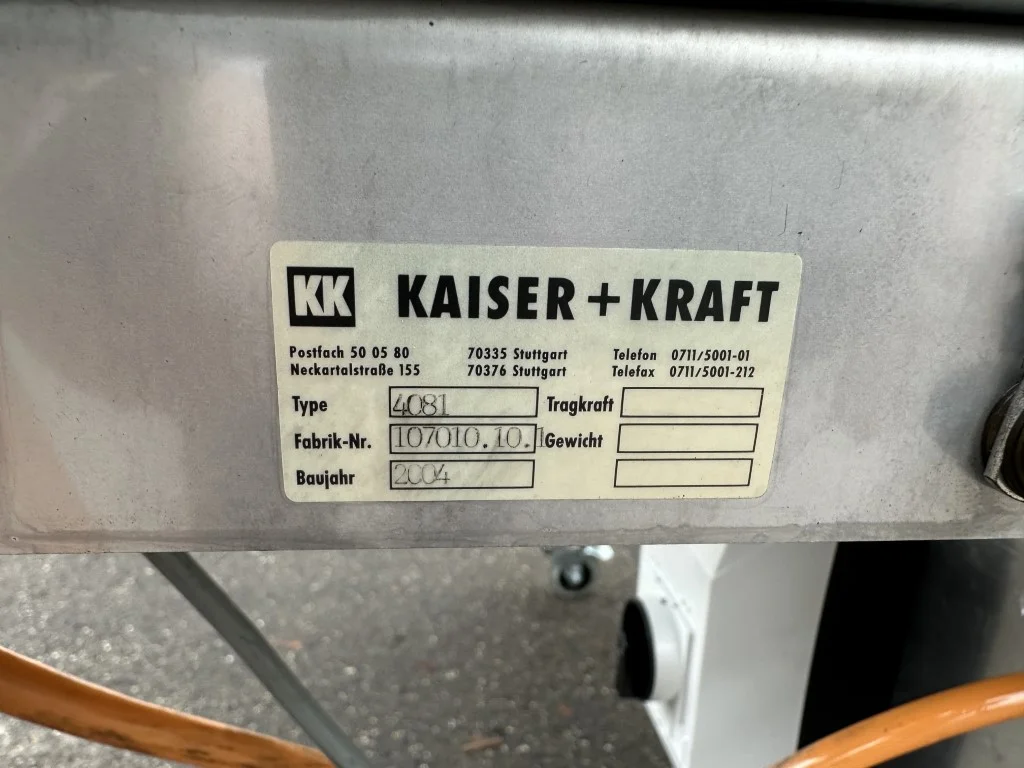 KK KAISER + KRAFT
Postfach 50 05 80 70335 Stuttgart Telefon 0711/5001-01
Neckartalstraße 155 70376 Stuttgart Telefax 0711/5001-212
Type 4081 Tragkraft
Fabrik-Nr. 107010.10.1 Gewicht
Baujahr 2004